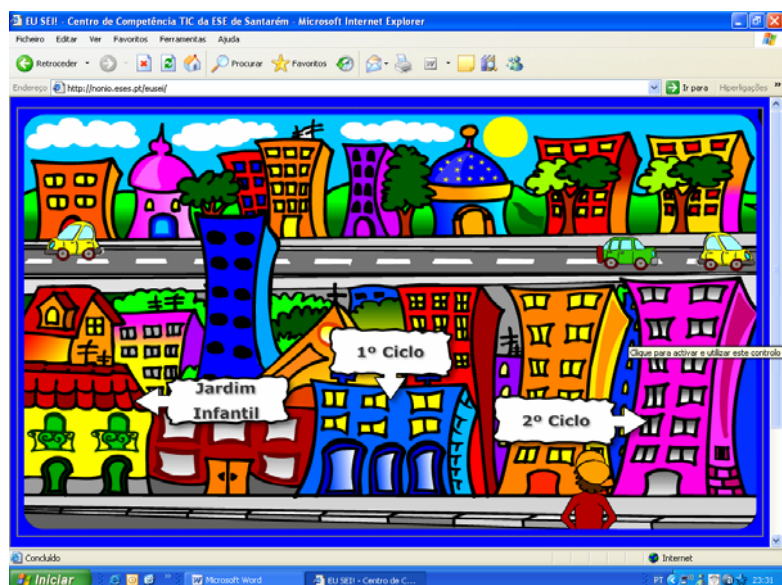 EU SEI! - Centro de Competência TIC da ESE de Santarém - Microsoft Internet Explorer
Ficheiro Editar Ver Favoritos Ferramentas Ajuda
Retroceder Procurar Favoritos
Endereço http://nonio.eses.pt/eusei/ Ir para Hiperligações
1º Ciclo
Clique para activar e utilizar este controlo
Jardim
Infantil
2º Ciclo
Concluído Internet
Iniciar Microsoft Word EU SEI! - Centro de C... PT 23:31